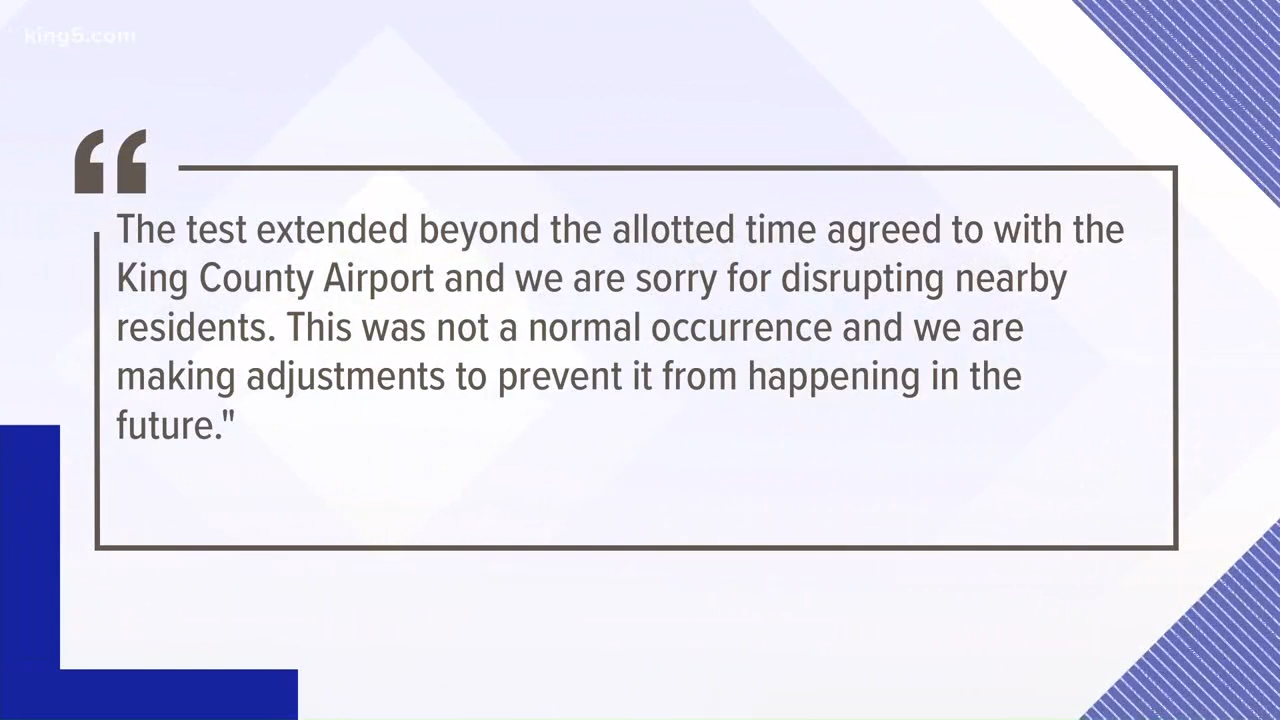 king5.com
“
The test extended beyond the allotted time agreed to with the
King County Airport and we are sorry for disrupting nearby
residents. This was not a normal occurrence and we are
making adjustments to prevent it from happening in the
future."